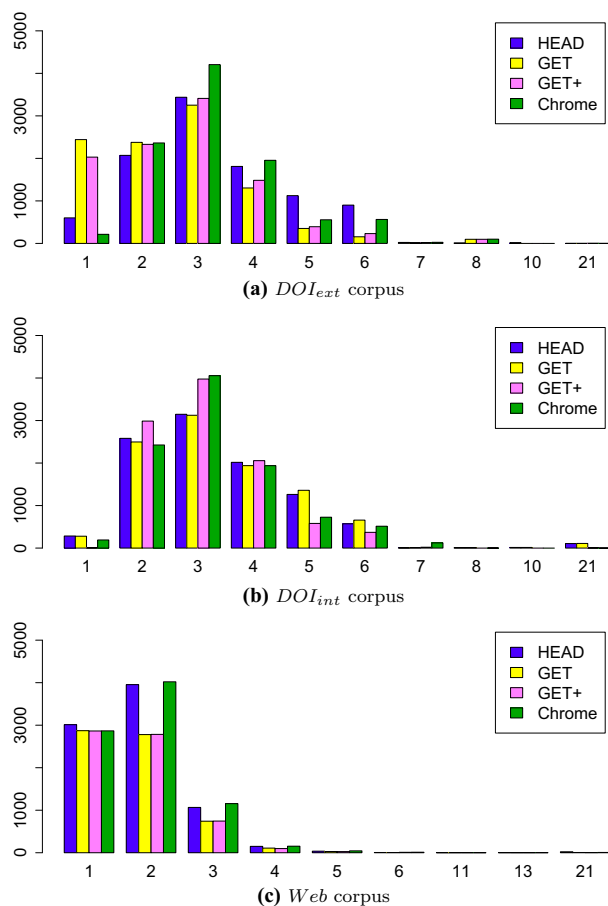 5000
HEAD
GET
GET+
Chrome
3000
1000
0
1 2 3 4 5 6 7 8 10 21
(a) DOIext corpus
5000
HEAD
GET
GET+
Chrome
3000
1000
0
1 2 3 4 5 6 7 8 10 21
(b) DOIint corpus
5000
HEAD
GET
GET+
Chrome
3000
1000
0
1 2 3 4 5 6 11 13 21
(c) Web corpus